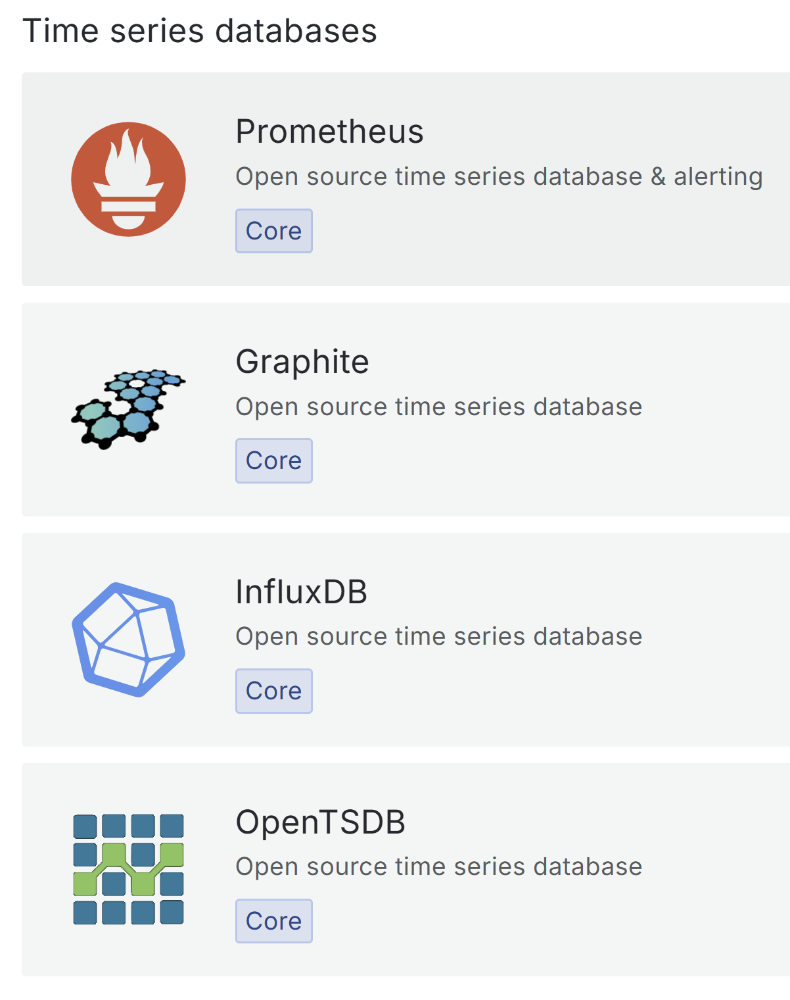 Time series databases
Prometheus
Open source time series database & alerting
Core
Graphite
Open source time series database
Core
InfluxDB
Open source time series database
Core
OpenTSDB
Open source time series database
Core